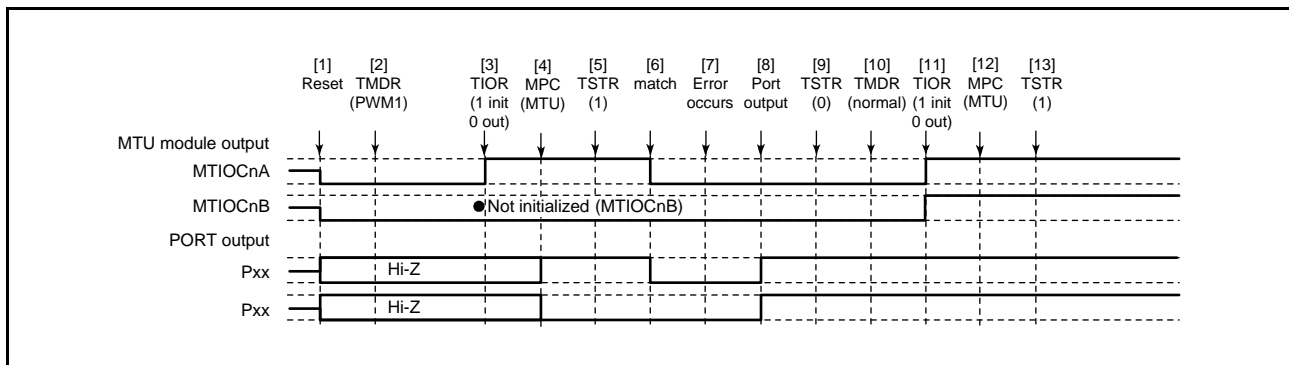 [1] [2] [3] [4] [5] [6] [7] [8] [9] [10] [11] [12] [13]
Reset TMDR TIOR MPC TSTR match Error Port TSTR TMDR TIOR MPC TSTR
(PWM1) (1 init (MTU) (1) occurs output (0) (normal) (1 init (MTU) (1)
0 out) 0 out)
MTU module output
MTIOCnA
MTIOCnB Not initialized (MTIOCnB)
PORT output
Pxx Hi-Z
Pxx Hi-Z